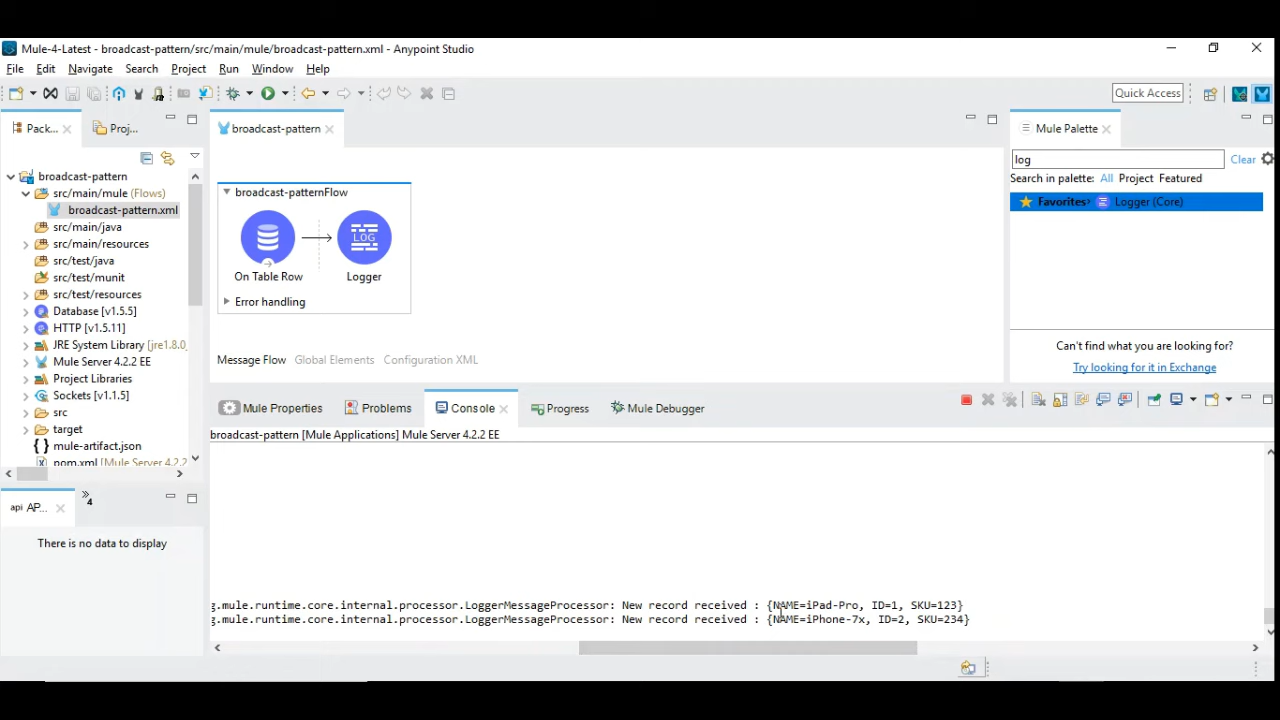 Mule-4-Latest - broadcast-pattern/src/main/mule/broadcast-pattern.xml - Anypoint Studio
File Edit Navigate Search Project Run Window Help
Quick Access
Pack...
Proj...
broadcast-pattern
src/main/mule (Flows)
broadcast-pattern.xml
src/main/java
src/main/resources
src/test/java
src/test/munit
src/test/resources
Database [v1.5.5]
HTTP [v1.5.11]
JRE System Library [jre1.8.0_
Mule Server 4.2.2 EE
Project Libraries
Sockets [v1.1.5]
src
target
mule-artifact.json
pom.xml [Mule Server 4.2.2
api AP...
4
There is no data to display
broadcast-pattern
broadcast-patternFlow
LOG
On Table Row
Logger
Error handling
Message Flow Global Elements Configuration XML
Mule Palette
log
Clear
Search in palette: All Project Featured
Favorites› Logger (Core)
Can't find what you are looking for?
Try looking for it in Exchange
Mule Properties Problems Console Progress Mule Debugger
broadcast-pattern [Mule Applications] Mule Server 4.2.2 EE
g.mule.runtime.core.internal.processor.LoggerMessageProcessor: New record received : {NAME=iPad-Pro, ID=1, SKU=123}
g.mule.runtime.core.internal.processor.LoggerMessageProcessor: New record received : {NAME=iPhone-7x, ID=2, SKU=234}